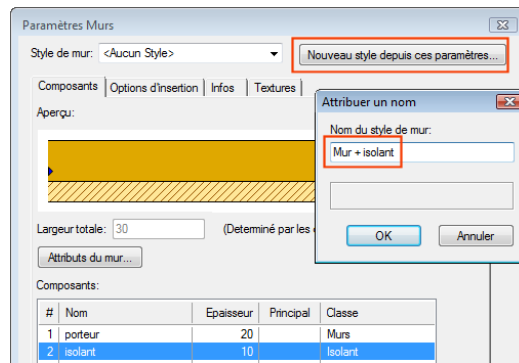 Paramètres Murs
Style de mur: <Aucun Style>
Nouveau style depuis ces paramètres...
Composants Options d'insertion Infos Textures
Aperçu:
Attribuer un nom
Nom du style de mur:
Mur + isolant
OK Annuler
Largeur totale: 30 (Determiné par les
Attributs du mur...
Composants:
# Nom Epaisseur Principal Classe
1 porteur 20 Murs
2 isolant 10 Isolant